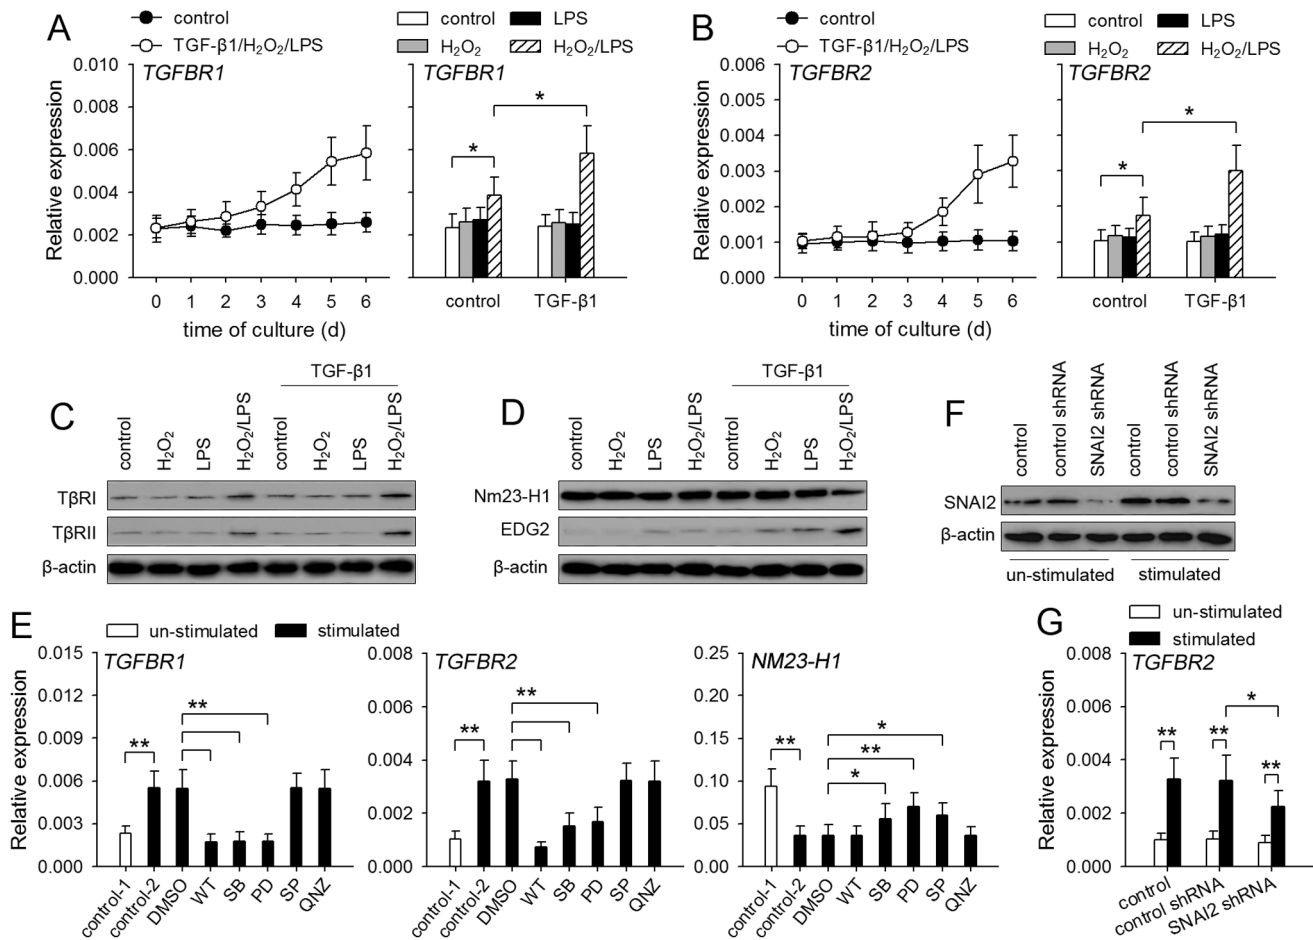 A
control
TGF-β1/H₂O₂/LPS
control
LPS
H₂O₂
H₂O₂/LPS
Relative expression
0.010
0.008
0.006
0.004
0.002
0.000
TGFBR1
0 1 2 3 4 5 6
time of culture (d)
TGFBR1
*
*
control TGF-β1
B
control
TGF-β1/H₂O₂/LPS
control
LPS
H₂O₂
H₂O₂/LPS
Relative expression
0.006
0.005
0.004
0.003
0.002
0.001
0.000
TGFBR2
0 1 2 3 4 5 6
time of culture (d)
TGFBR2
*
*
control TGF-β1
C
TGF-β1
control
H₂O₂
LPS
H₂O₂/LPS
control
H₂O₂
LPS
H₂O₂/LPS
TβRI
TβRII
β-actin
D
TGF-β1
control
H₂O₂
LPS
H₂O₂/LPS
control
H₂O₂
LPS
H₂O₂/LPS
Nm23-H1
EDG2
β-actin
F
control
control shRNA
SNAI2 shRNA
control
control shRNA
SNAI2 shRNA
SNAI2
β-actin
un-stimulated stimulated
E
un-stimulated
stimulated
Relative expression
0.015
0.012
0.009
0.006
0.003
0.000
TGFBR1
**
**
control-1
control-2
DMSO
WT
SB
PD
SP
QNZ
0.008
0.006
0.004
0.002
0.000
TGFBR2
**
**
control-1
control-2
DMSO
WT
SB
PD
SP
QNZ
0.25
0.20
0.15
0.10
0.05
0.00
NM23-H1
*
**
**
*
control-1
control-2
DMSO
WT
SB
PD
SP
QNZ
G
un-stimulated
stimulated
Relative expression
0.008
0.006
0.004
0.002
0.000
TGFBR2
*
**
**
**
control
control shRNA
SNAI2 shRNA